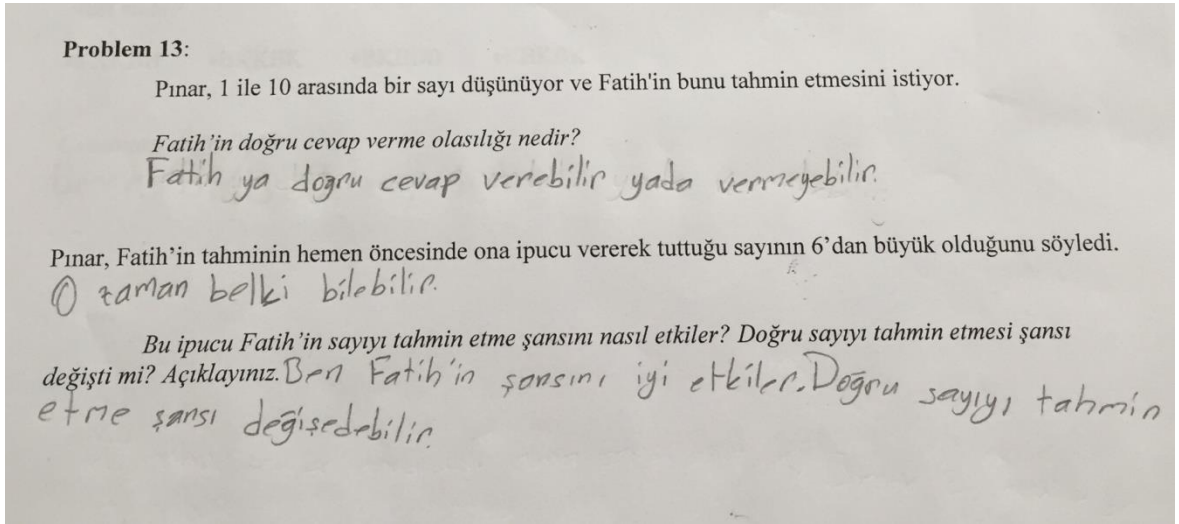 Problem 13:
Pınar, 1 ile 10 arasında bir sayı düşünüyor ve Fatih'in bunu tahmin etmesini istiyor.
Fatih'in doğru cevap verme olasılığı nedir?
Fatih ya doğru cevap verebilir yada vermeyebilir.
Pınar, Fatih'in tahminin hemen öncesinde ona ipucu vererek tuttuğu sayının 6'dan büyük olduğunu söyledi.
O zaman belki bilebilir.
Bu ipucu Fatih'in sayıyı tahmin etme şansını nasıl etkiler? Doğru sayıyı tahmin etmesi şansı
değişti mi? Açıklayınız. Ben Fatih'in şansını iyi etkiler. Doğru sayıyı tahmin
etme şansı değişedebilir.